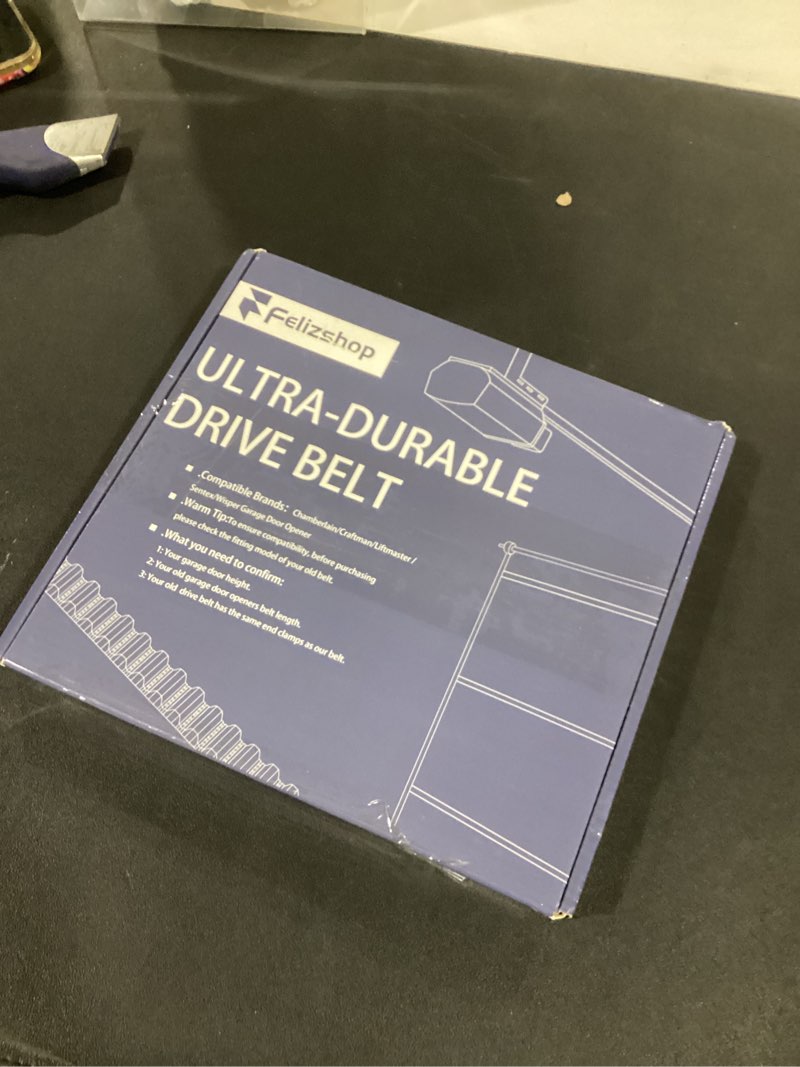 Felizshop
ULTRA-DURABLE
DRIVE BELT
.Compatible Brands: Chamberlain/Craftman/Liftmaster/
Sentex/Wisper Garage Door Opener
.Warm Tip:To ensure compatibility, before purchasing
please check the fitting model of your old belt.
.What you need to confirm:
1: Your garage door height.
2: Your old garage door openers belt length.
3: Your old drive belt has the same end clamps as our belt.